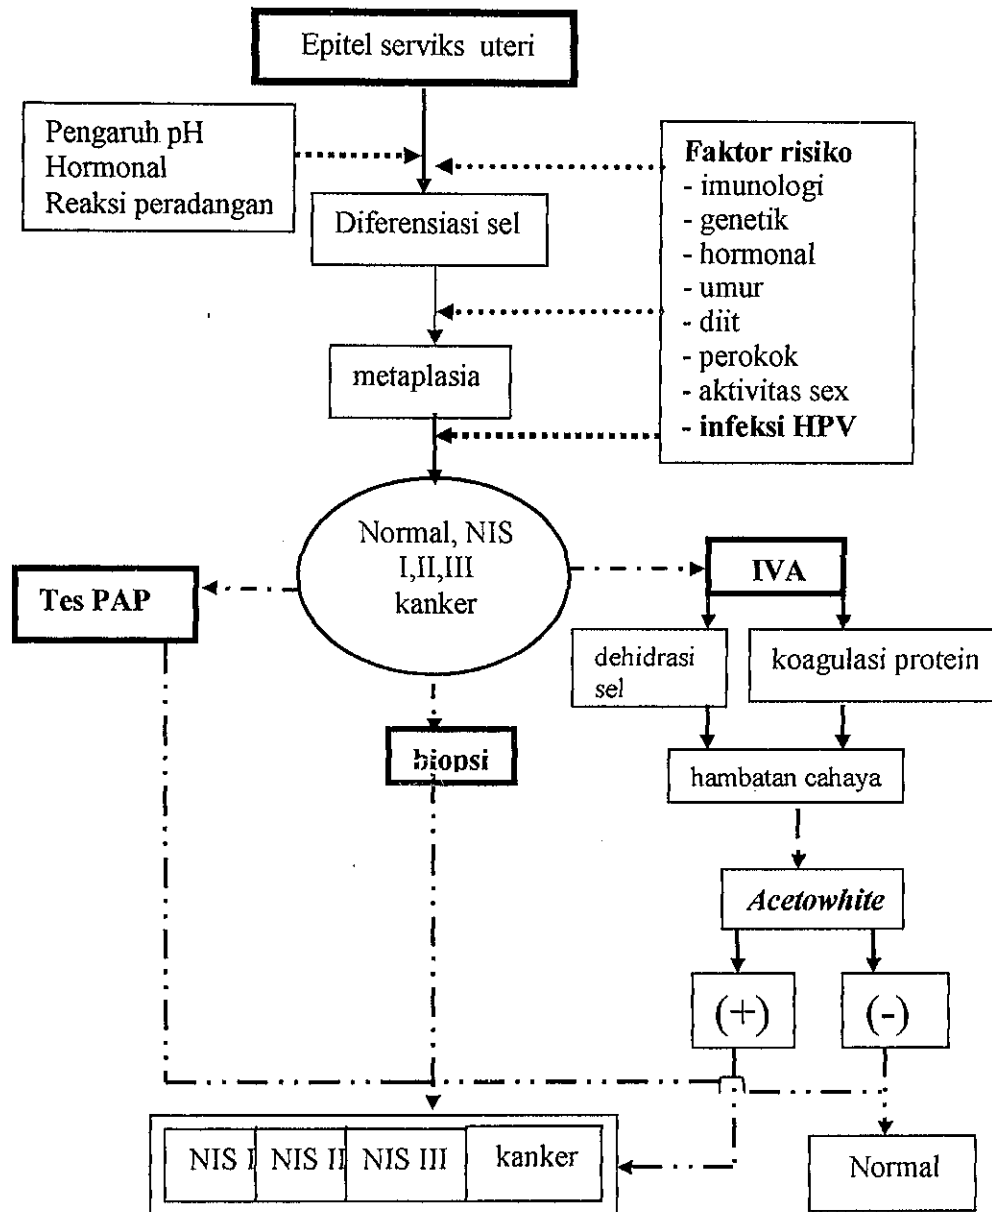 Epitel serviks uteri
Pengaruh pH
Hormonal
Reaksi peradangan
Faktor risiko
- imunologi
- genetik
- hormonal
- umur
- diit
- perokok
- aktivitas sex
- infeksi HPV
Diferensiasi sel
metaplasia
Normal, NIS
I,II,III
kanker
Tes PAP
IVA
dehidrasi
sel
koagulasi protein
biopsi
hambatan cahaya
Acetowhite
(+)
(-)
NIS I
NIS II
NIS III
kanker
Normal